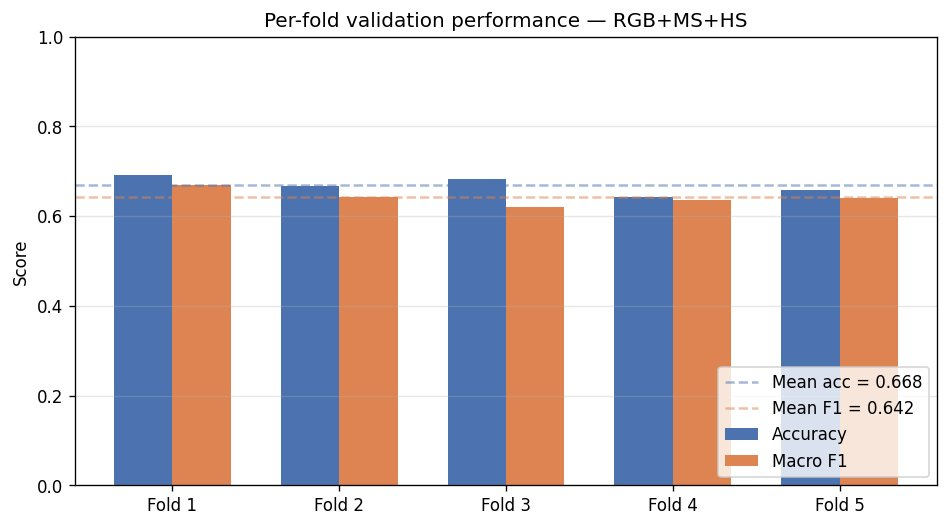 Per-fold validation performance — RGB+MS+HS
1.0
0.8
0.6
0.4
0.2
0.0
Score
Mean acc = 0.668
Mean F1 = 0.642
Accuracy
Macro F1
Fold 1
Fold 2
Fold 3
Fold 4
Fold 5